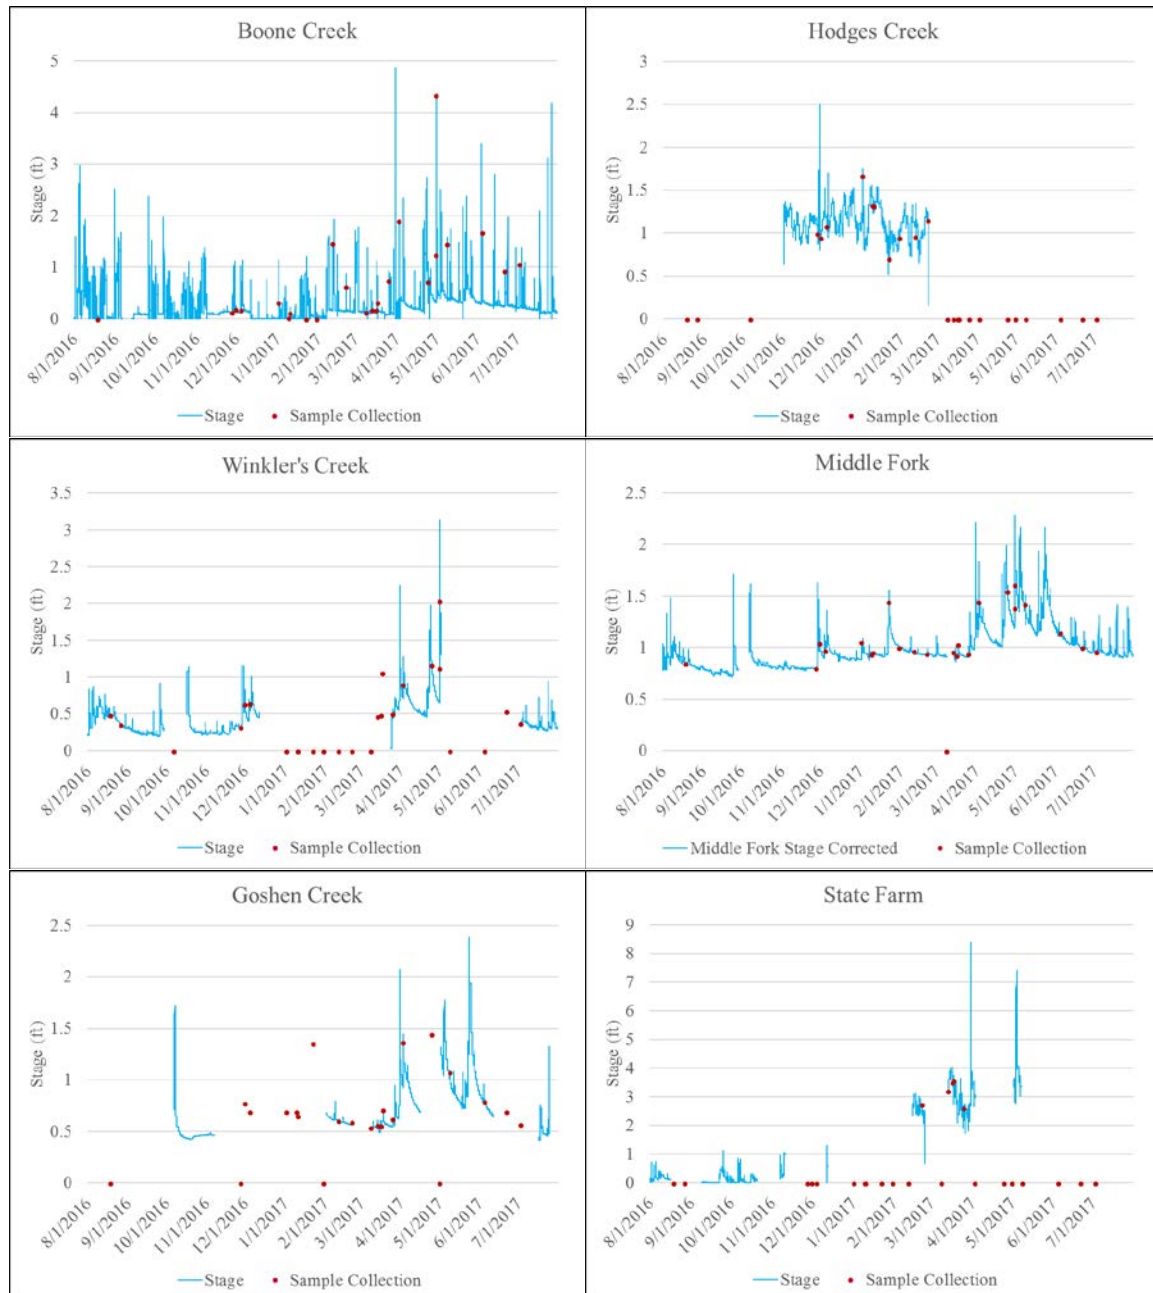 Boone Creek
5
4
3
2
1
0
Stage (ft)
8/1/2016 9/1/2016 10/1/2016 11/1/2016 12/1/2016 1/1/2017 2/1/2017 3/1/2017 4/1/2017 5/1/2017 6/1/2017 7/1/2017
Stage Sample Collection
Hodges Creek
3
2.5
2
1.5
1
0.5
0
Stage (ft)
8/1/2016 9/1/2016 10/1/2016 11/1/2016 12/1/2016 1/1/2017 2/1/2017 3/1/2017 4/1/2017 5/1/2017 6/1/2017 7/1/2017
Stage Sample Collection
Winkler's Creek
3.5
3
2.5
2
1.5
1
0.5
0
Stage (ft)
8/1/2016 9/1/2016 10/1/2016 11/1/2016 12/1/2016 1/1/2017 2/1/2017 3/1/2017 4/1/2017 5/1/2017 6/1/2017 7/1/2017
Stage Sample Collection
Middle Fork
2.5
2
1.5
1
0.5
0
Stage (ft)
8/1/2016 9/1/2016 10/1/2016 11/1/2016 12/1/2016 1/1/2017 2/1/2017 3/1/2017 4/1/2017 5/1/2017 6/1/2017 7/1/2017
Middle Fork Stage Corrected Sample Collection
Goshen Creek
2.5
2
1.5
1
0.5
0
Stage (ft)
8/1/2016 9/1/2016 10/1/2016 11/1/2016 12/1/2016 1/1/2017 2/1/2017 3/1/2017 4/1/2017 5/1/2017 6/1/2017 7/1/2017
Stage Sample Collection
State Farm
9
8
7
6
5
4
3
2
1
0
Stage (ft)
8/1/2016 9/1/2016 10/1/2016 11/1/2016 12/1/2016 1/1/2017 2/1/2017 3/1/2017 4/1/2017 5/1/2017 6/1/2017 7/1/2017
Stage Sample Collection